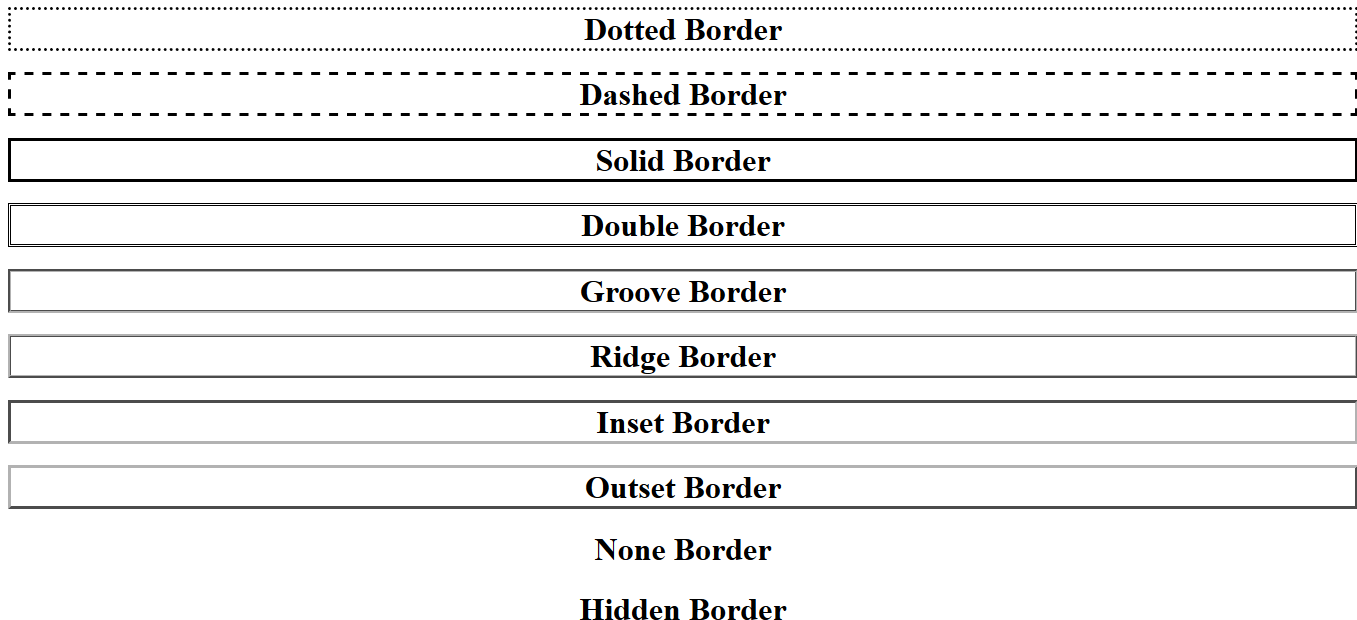 Dotted Border
Dashed Border
Solid Border
Double Border
Groove Border
Ridge Border
Inset Border
Outset Border
None Border
Hidden Border